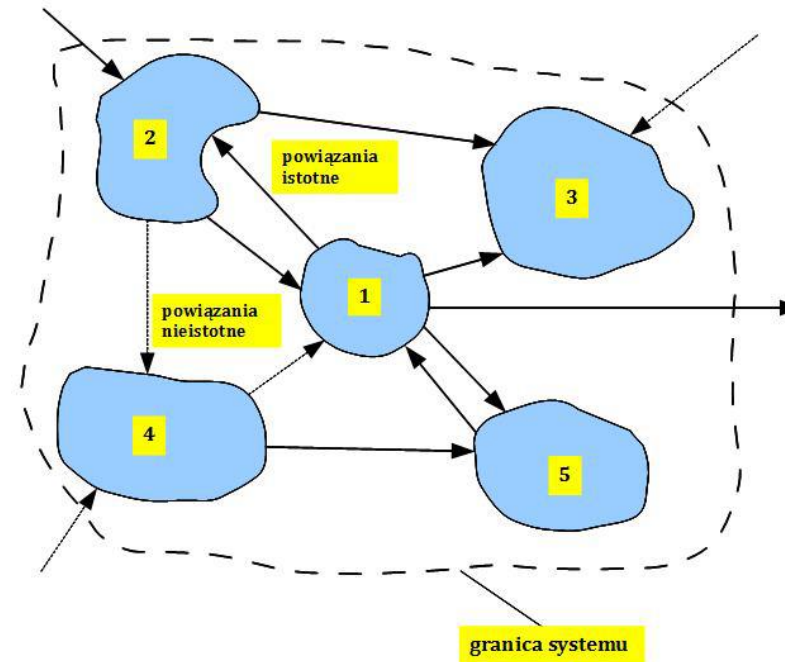 2
powiązania
istotne
3
1
powiązania
nieistotne
4
5
granica systemu